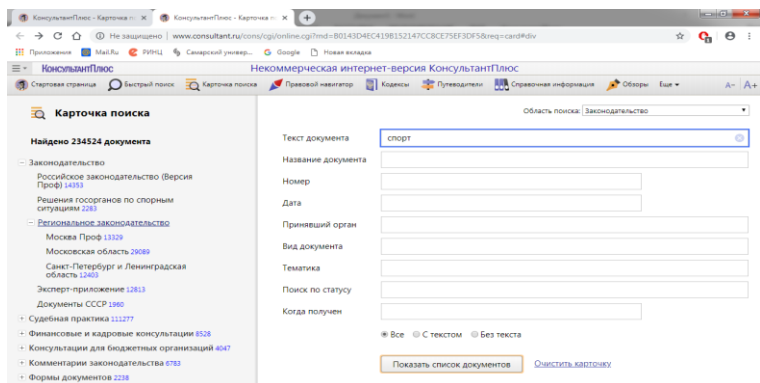 КонсультантПлюс - Карточка п
КонсультантПлюс - Карточка п
Не защищено | www.consultant.ru/cons/cgi/online.cgi?rnd=B0143D4EC419B152147CC8CE75EF3DF5&req=card#div
Приложения Mail.Ru РИНЦ Самарский универ... Google Новая вкладка
КонсультантПлюс Некоммерческая интернет-версия КонсультантПлюс
Стартовая страница Быстрый поиск Карточка поиска Правовой навигатор Кодексы Путеводители Справочная информация Обзоры Еще A− A+
Карточка поиска
Область поиска: Законодательство
Найдено 234524 документа
Законодательство
Российское законодательство (Версия
Проф) 14353
Решения госорганов по спорным
ситуациям 2283
Региональное законодательство
Москва Проф 13329
Московская область 29089
Санкт-Петербург и Ленинградская
область 12403
Эксперт-приложение 12813
Документы СССР 1960
Судебная практика 111277
Финансовые и кадровые консультации 8528
Консультации для бюджетных организаций 4047
Комментарии законодательства 6783
Формы документов 2238
Текст документа спорт
Название документа
Номер
Дата
Принявший орган
Вид документа
Тематика
Поиск по статусу
Когда получен
Все С текстом Без текста
Показать список документов Очистить карточку